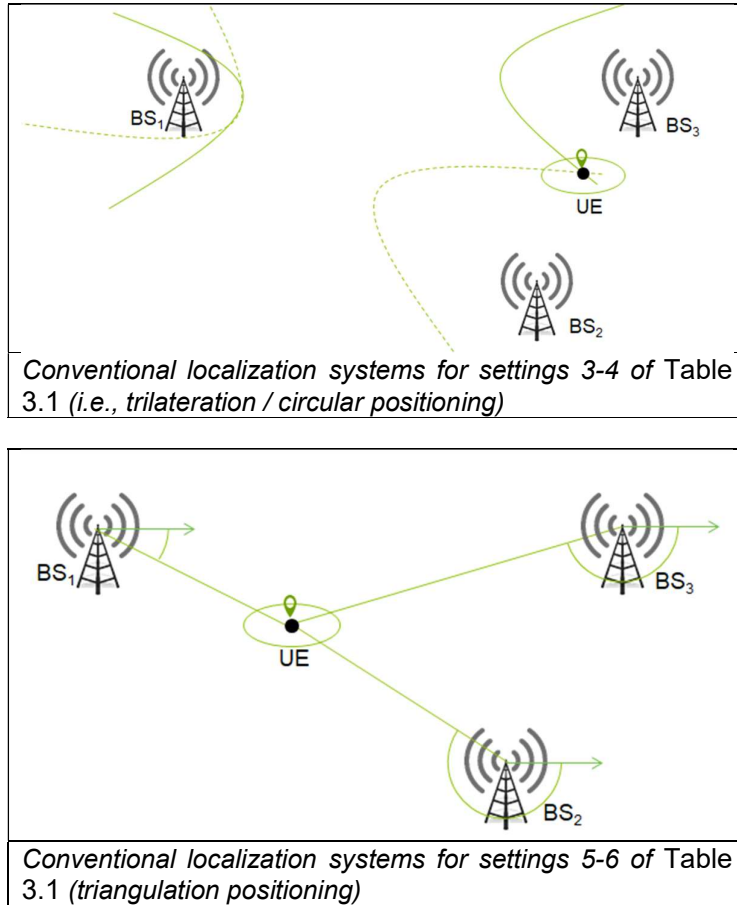 BS1
BS3
UE
BS2
Conventional localization systems for settings 3-4 of Table
3.1 (i.e., trilateration / circular positioning)
BS1
BS3
UE
BS2
Conventional localization systems for settings 5-6 of Table
3.1 (triangulation positioning)